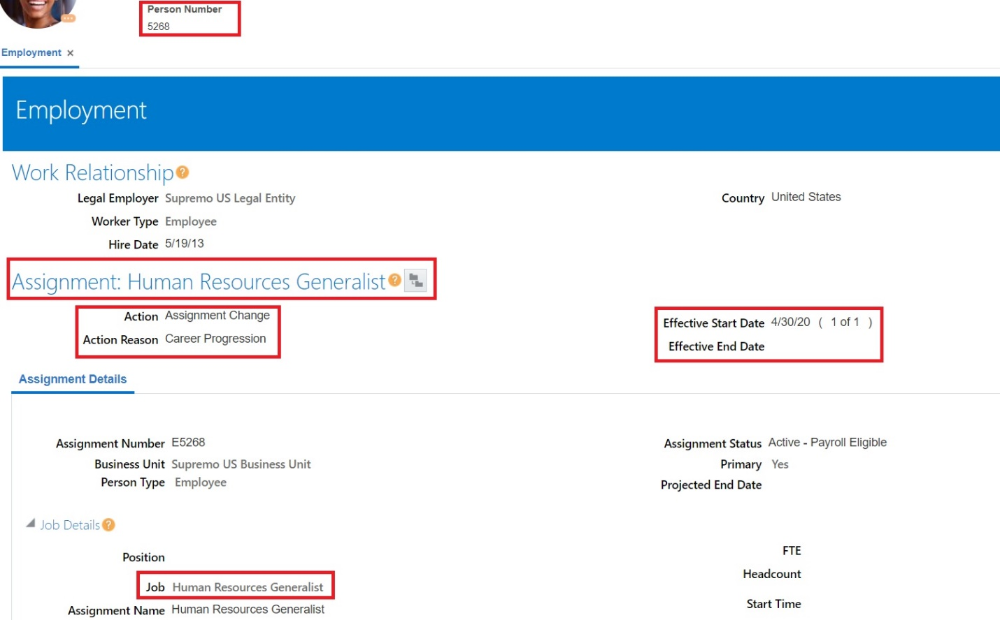 Person Number
5268
Employment ×
Employment
Work Relationship ?
Legal Employer Supremo US Legal Entity Country United States
Worker Type Employee
Hire Date 5/19/13
Assignment: Human Resources Generalist ?
Action Assignment Change Effective Start Date 4/30/20 ( 1 of 1 )
Action Reason Career Progression Effective End Date
Assignment Details
Assignment Number E5268 Assignment Status Active - Payroll Eligible
Business Unit Supremo US Business Unit Primary Yes
Person Type Employee Projected End Date
Job Details ?
Position FTE
Headcount
Job Human Resources Generalist
Start Time
Assignment Name Human Resources Generalist